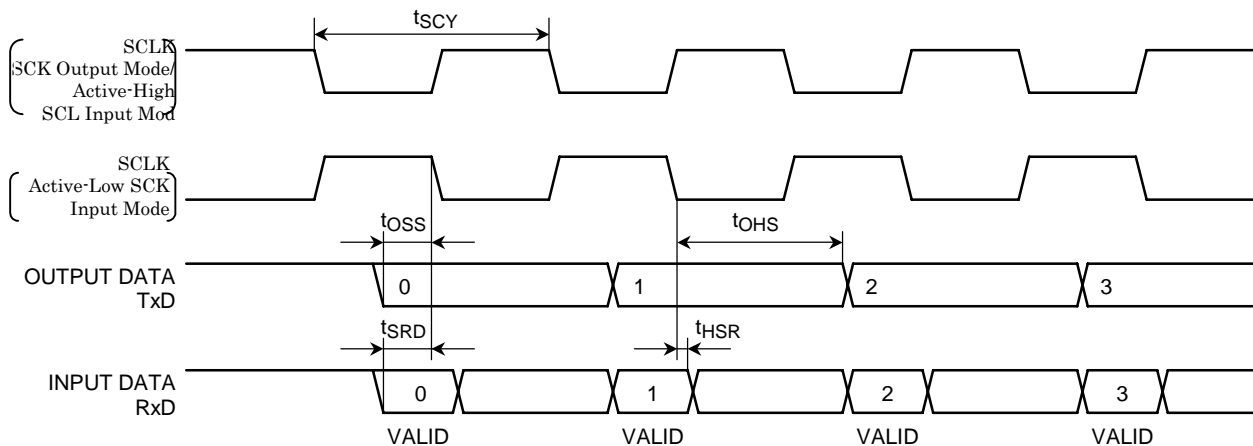 tSCY
SCLK
SCK Output Mode/
Active-High
SCL Input Mod
SCLK
Active-Low SCK
Input Mode
tOSS
tOHS
OUTPUT DATA
TxD
0
1
2
3
tSRD
tHSR
INPUT DATA
RxD
0
1
2
3
VALID
VALID
VALID
VALID